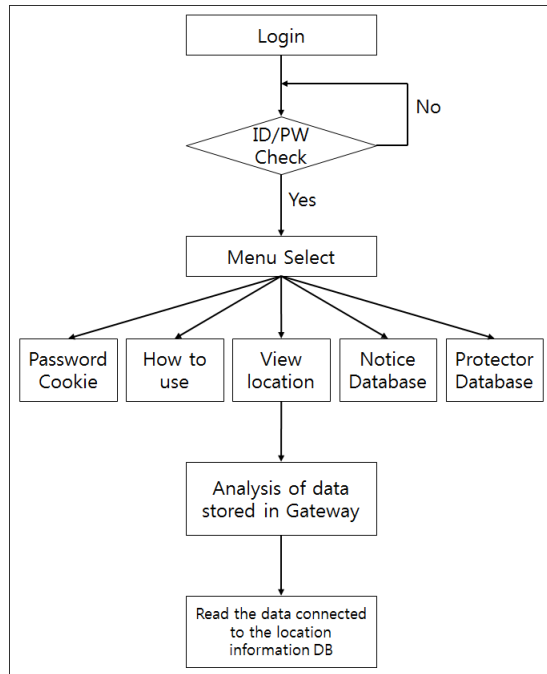 Login
No
ID/PW
Check
Yes
Menu Select
Password
Cookie
How to
use
View
location
Notice
Database
Protector
Database
Analysis of data
stored in Gateway
Read the data connected
to the location
information DB